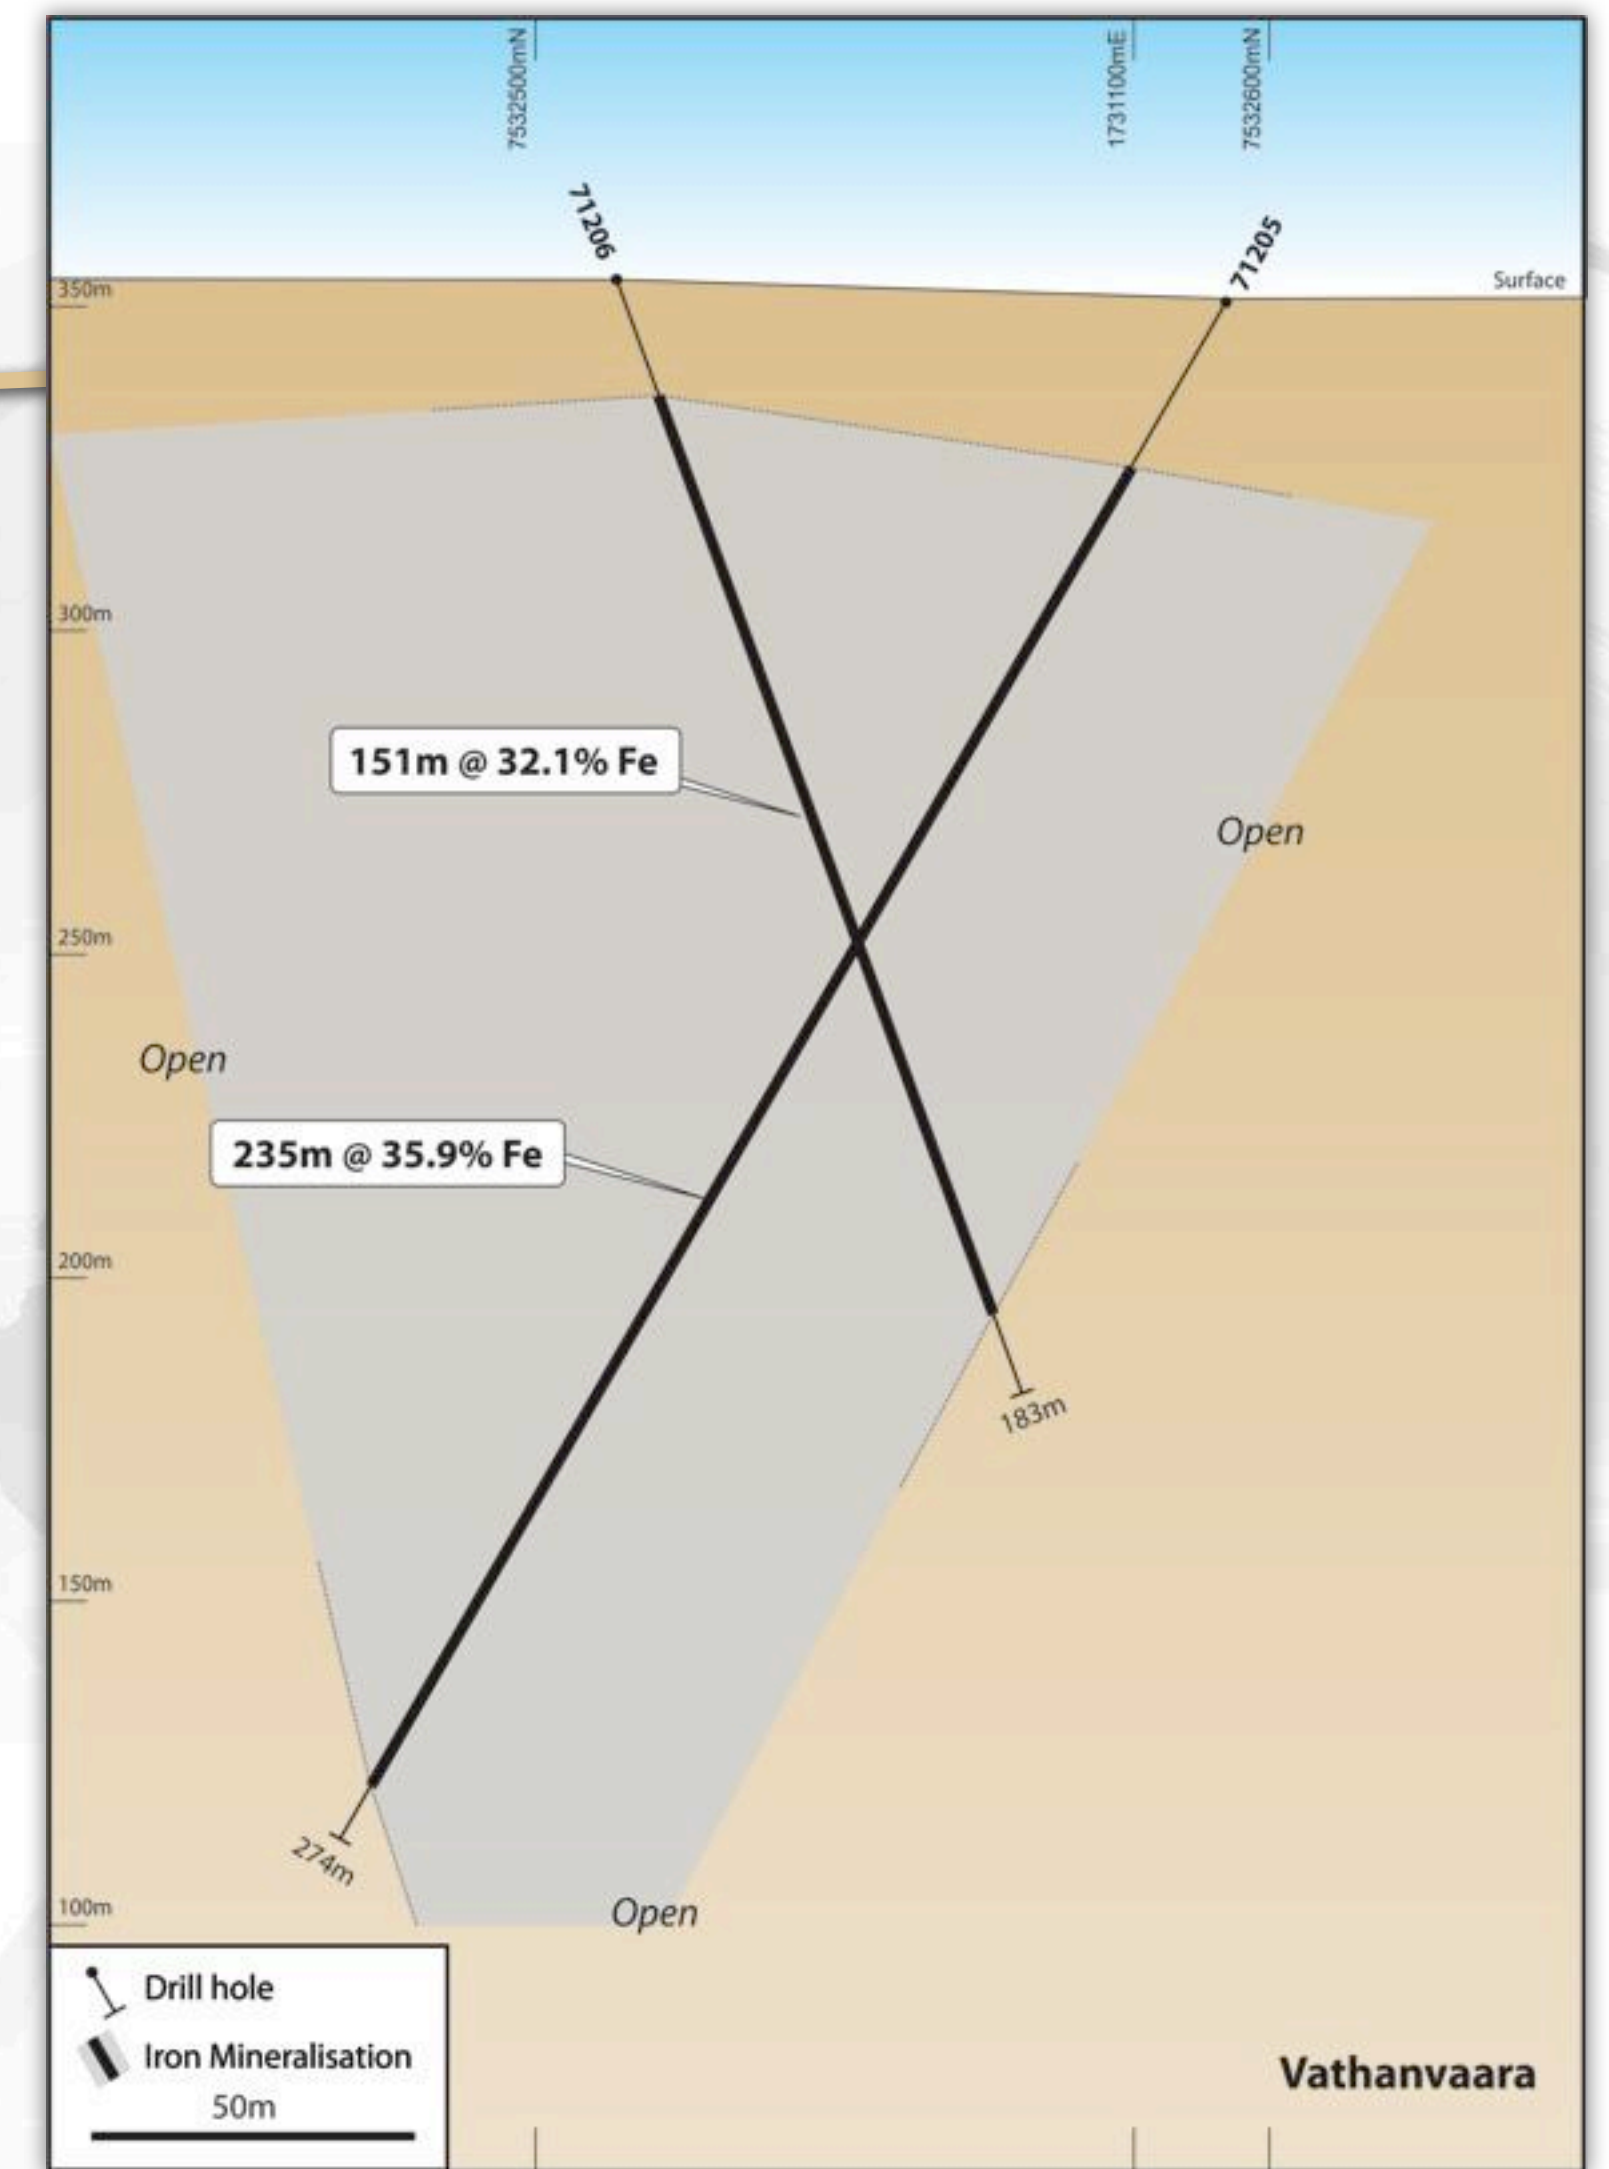 7532500mN
1731100mE
7532600mN
71206
71205
Surface
350m
300m
151m @ 32.1% Fe
Open
250m
Open
235m @ 35.9% Fe
200m
183m
150m
274m
100m
Open
Drill hole
Iron Mineralisation
50m
Vathanvaara